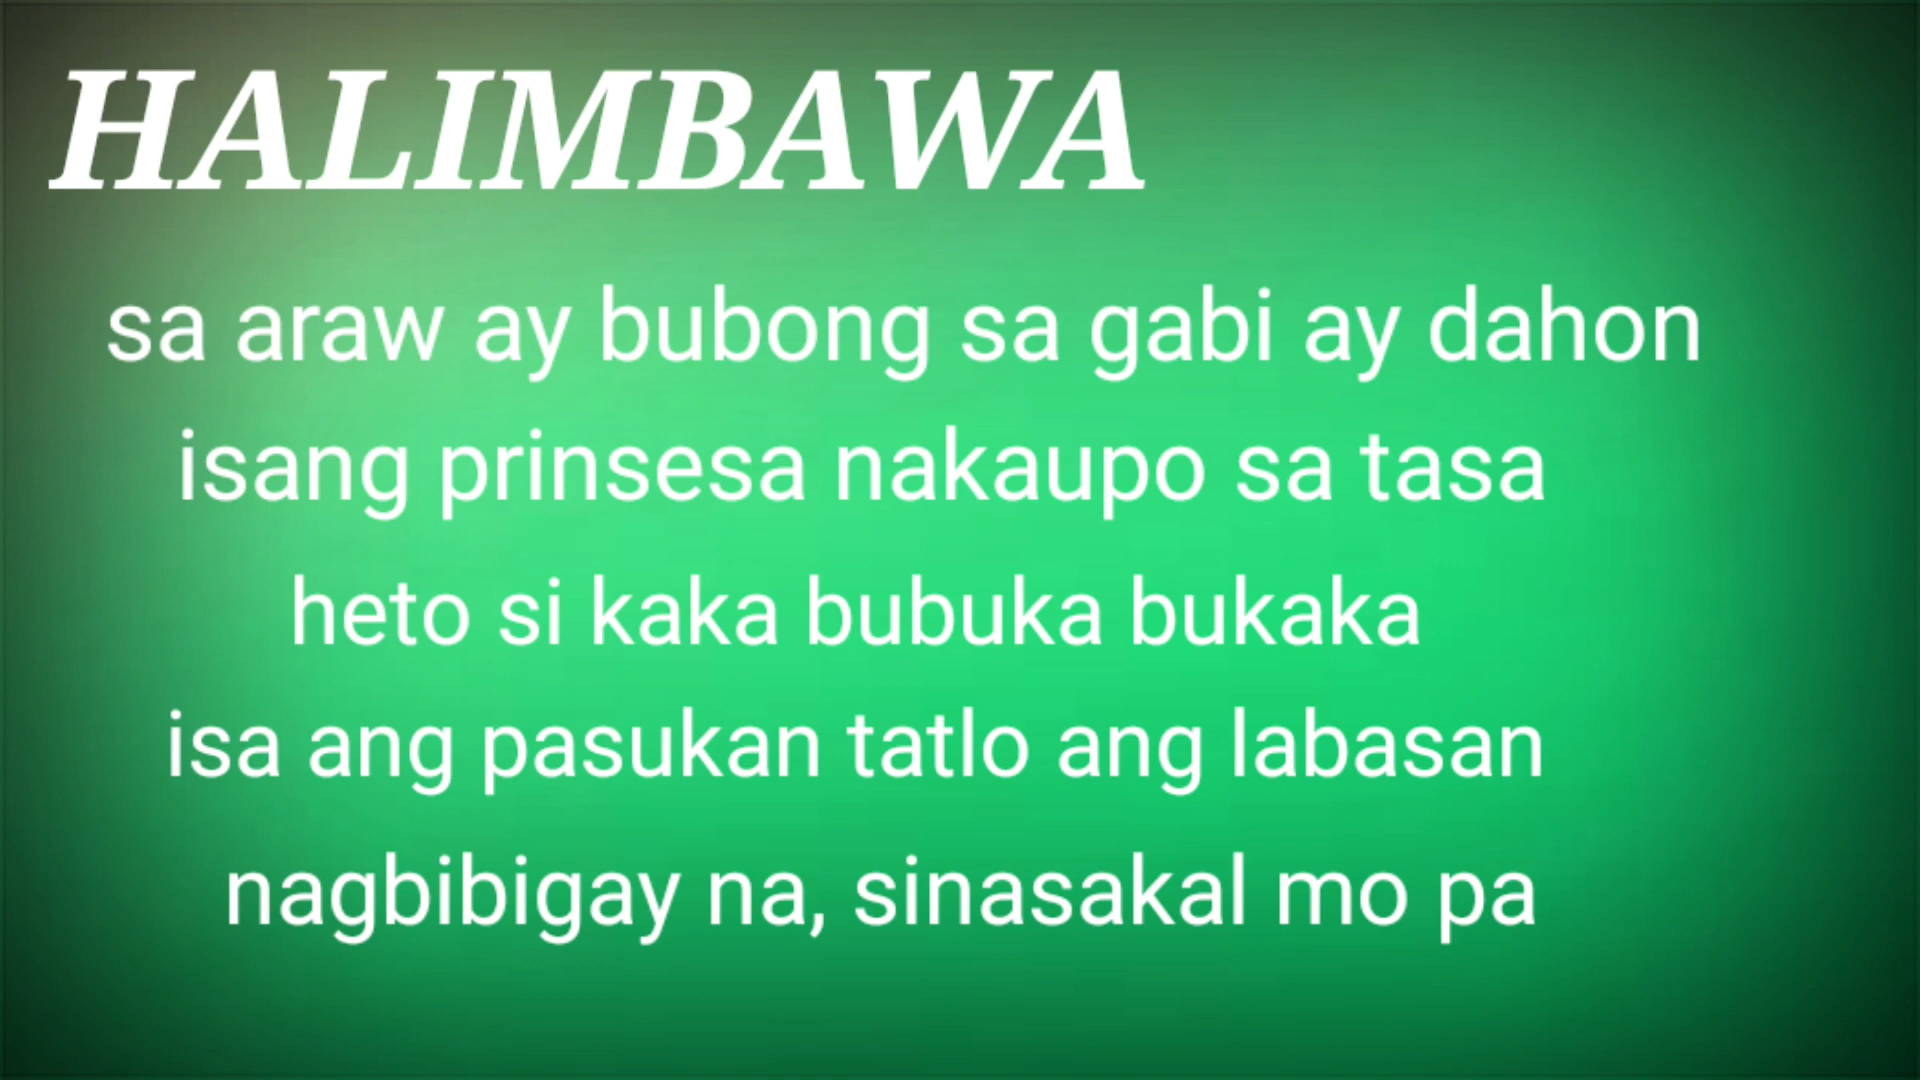 HALIMBAWA
sa araw ay bubong sa gabi ay dahon
isang prinsesa nakaupo sa tasa
heto si kaka bubuka bukaka
isa ang pasukan tatlo ang labasan
nagbibigay na, sinasakal mo pa